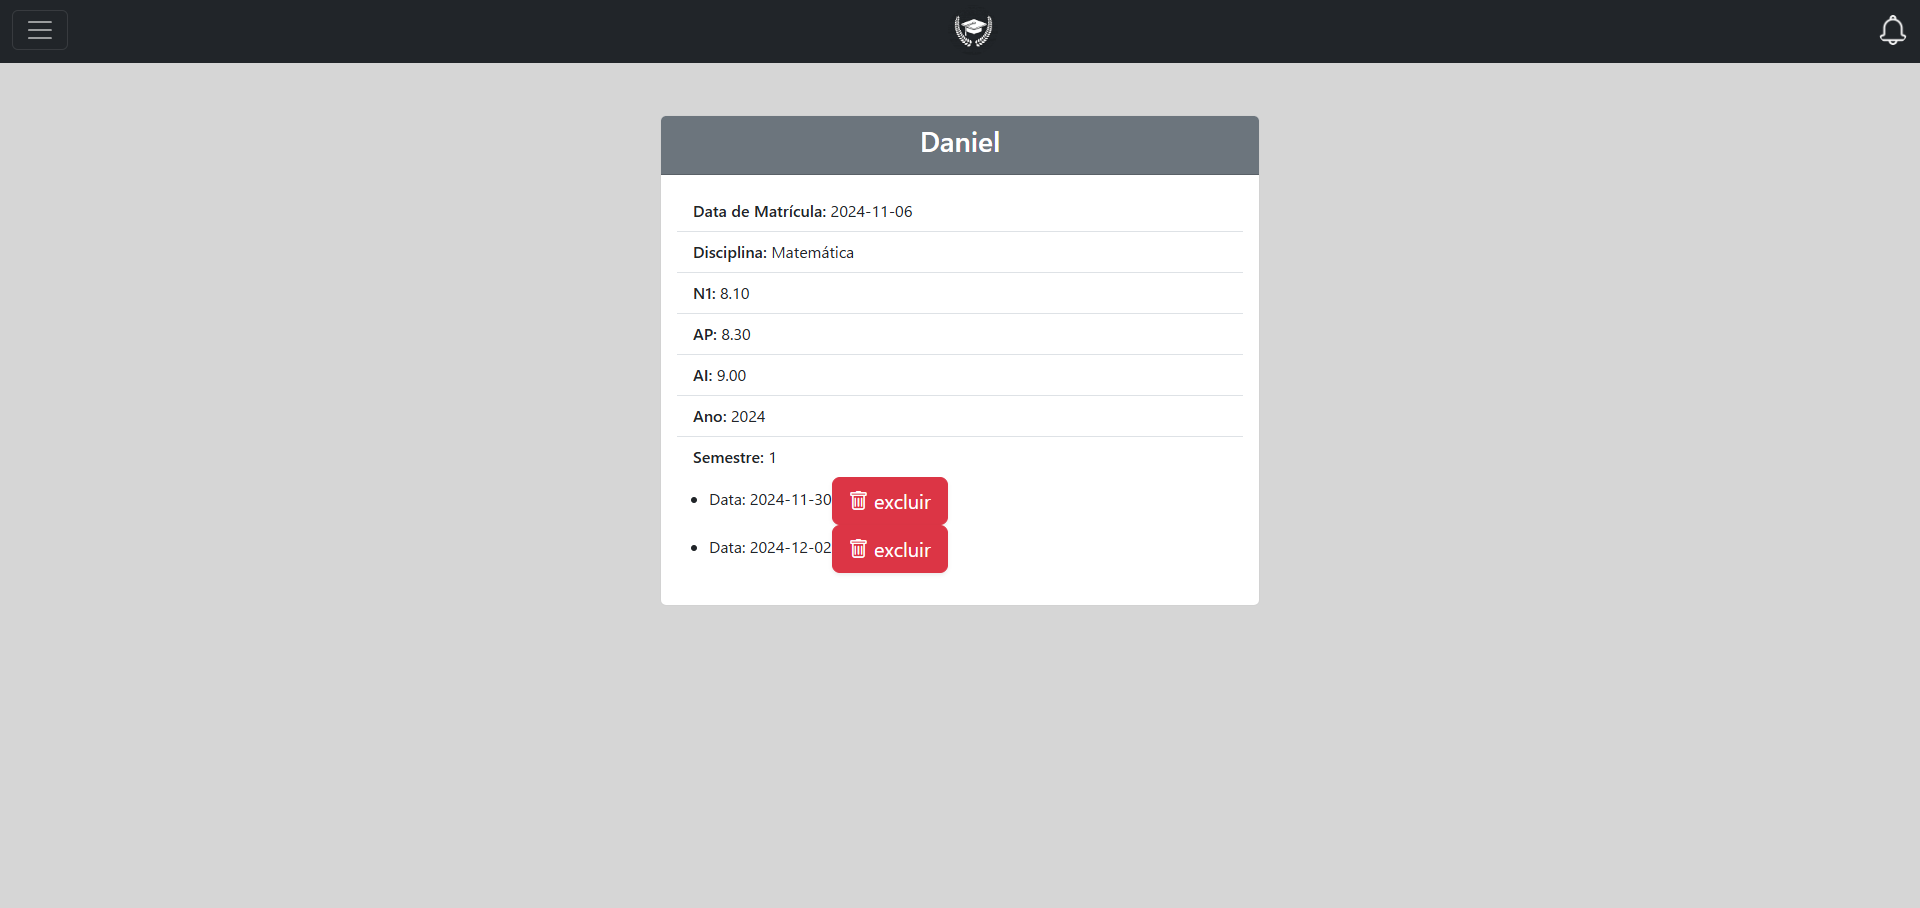 Daniel
Data de Matrícula: 2024-11-06
Disciplina: Matemática
N1: 8.10
AP: 8.30
AI: 9.00
Ano: 2024
Semestre: 1
Data: 2024-11-30 excluir
Data: 2024-12-02 excluir